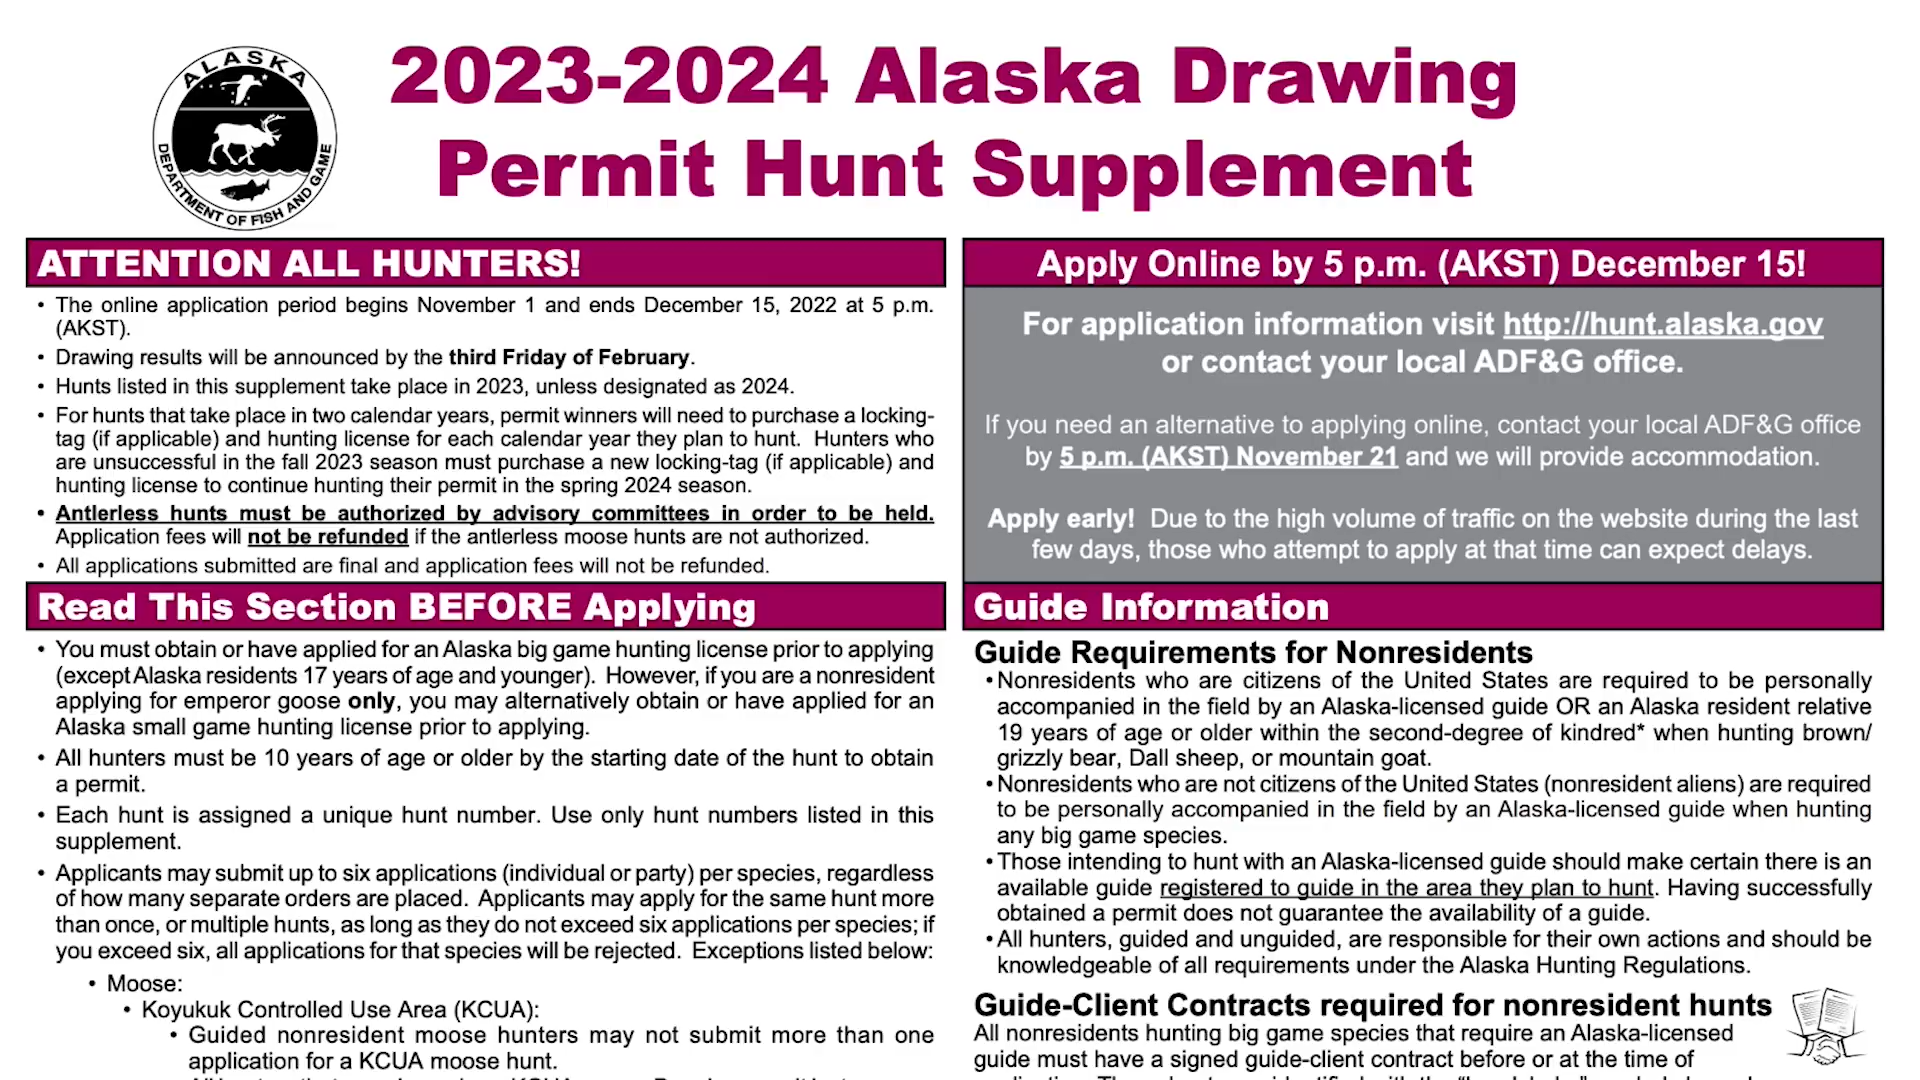 ALASKA
DEPARTMENT OF FISH AND GAME
2023-2024 Alaska Drawing
Permit Hunt Supplement
ATTENTION ALL HUNTERS!
• The online application period begins November 1 and ends December 15, 2022 at 5 p.m.
(AKST).
• Drawing results will be announced by the third Friday of February.
• Hunts listed in this supplement take place in 2023, unless designated as 2024.
• For hunts that take place in two calendar years, permit winners will need to purchase a locking-
tag (if applicable) and hunting license for each calendar year they plan to hunt. Hunters who
are unsuccessful in the fall 2023 season must purchase a new locking-tag (if applicable) and
hunting license to continue hunting their permit in the spring 2024 season.
• Antlerless hunts must be authorized by advisory committees in order to be held.
Application fees will not be refunded if the antlerless moose hunts are not authorized.
• All applications submitted are final and application fees will not be refunded.
Read This Section BEFORE Applying
• You must obtain or have applied for an Alaska big game hunting license prior to applying
(except Alaska residents 17 years of age and younger). However, if you are a nonresident
applying for emperor goose only, you may alternatively obtain or have applied for an
Alaska small game hunting license prior to applying.
• All hunters must be 10 years of age or older by the starting date of the hunt to obtain
a permit.
• Each hunt is assigned a unique hunt number. Use only hunt numbers listed in this
supplement.
• Applicants may submit up to six applications (individual or party) per species, regardless
of how many separate orders are placed. Applicants may apply for the same hunt more
than once, or multiple hunts, as long as they do not exceed six applications per species; if
you exceed six, all applications for that species will be rejected. Exceptions listed below:
• Moose:
• Koyukuk Controlled Use Area (KCUA):
• Guided nonresident moose hunters may not submit more than one
application for a KCUA moose hunt.
Apply Online by 5 p.m. (AKST) December 15!
For application information visit http://hunt.alaska.gov
or contact your local ADF&G office.
If you need an alternative to applying online, contact your local ADF&G office
by 5 p.m. (AKST) November 21 and we will provide accommodation.
Apply early! Due to the high volume of traffic on the website during the last
few days, those who attempt to apply at that time can expect delays.
Guide Information
Guide Requirements for Nonresidents
• Nonresidents who are citizens of the United States are required to be personally
accompanied in the field by an Alaska-licensed guide OR an Alaska resident relative
19 years of age or older within the second-degree of kindred* when hunting brown/
grizzly bear, Dall sheep, or mountain goat.
• Nonresidents who are not citizens of the United States (nonresident aliens) are required
to be personally accompanied in the field by an Alaska-licensed guide when hunting
any big game species.
• Those intending to hunt with an Alaska-licensed guide should make certain there is an
available guide registered to guide in the area they plan to hunt. Having successfully
obtained a permit does not guarantee the availability of a guide.
• All hunters, guided and unguided, are responsible for their own actions and should be
knowledgeable of all requirements under the Alaska Hunting Regulations.
Guide-Client Contracts required for nonresident hunts
All nonresidents hunting big game species that require an Alaska-licensed
guide must have a signed guide-client contract before or at the time of